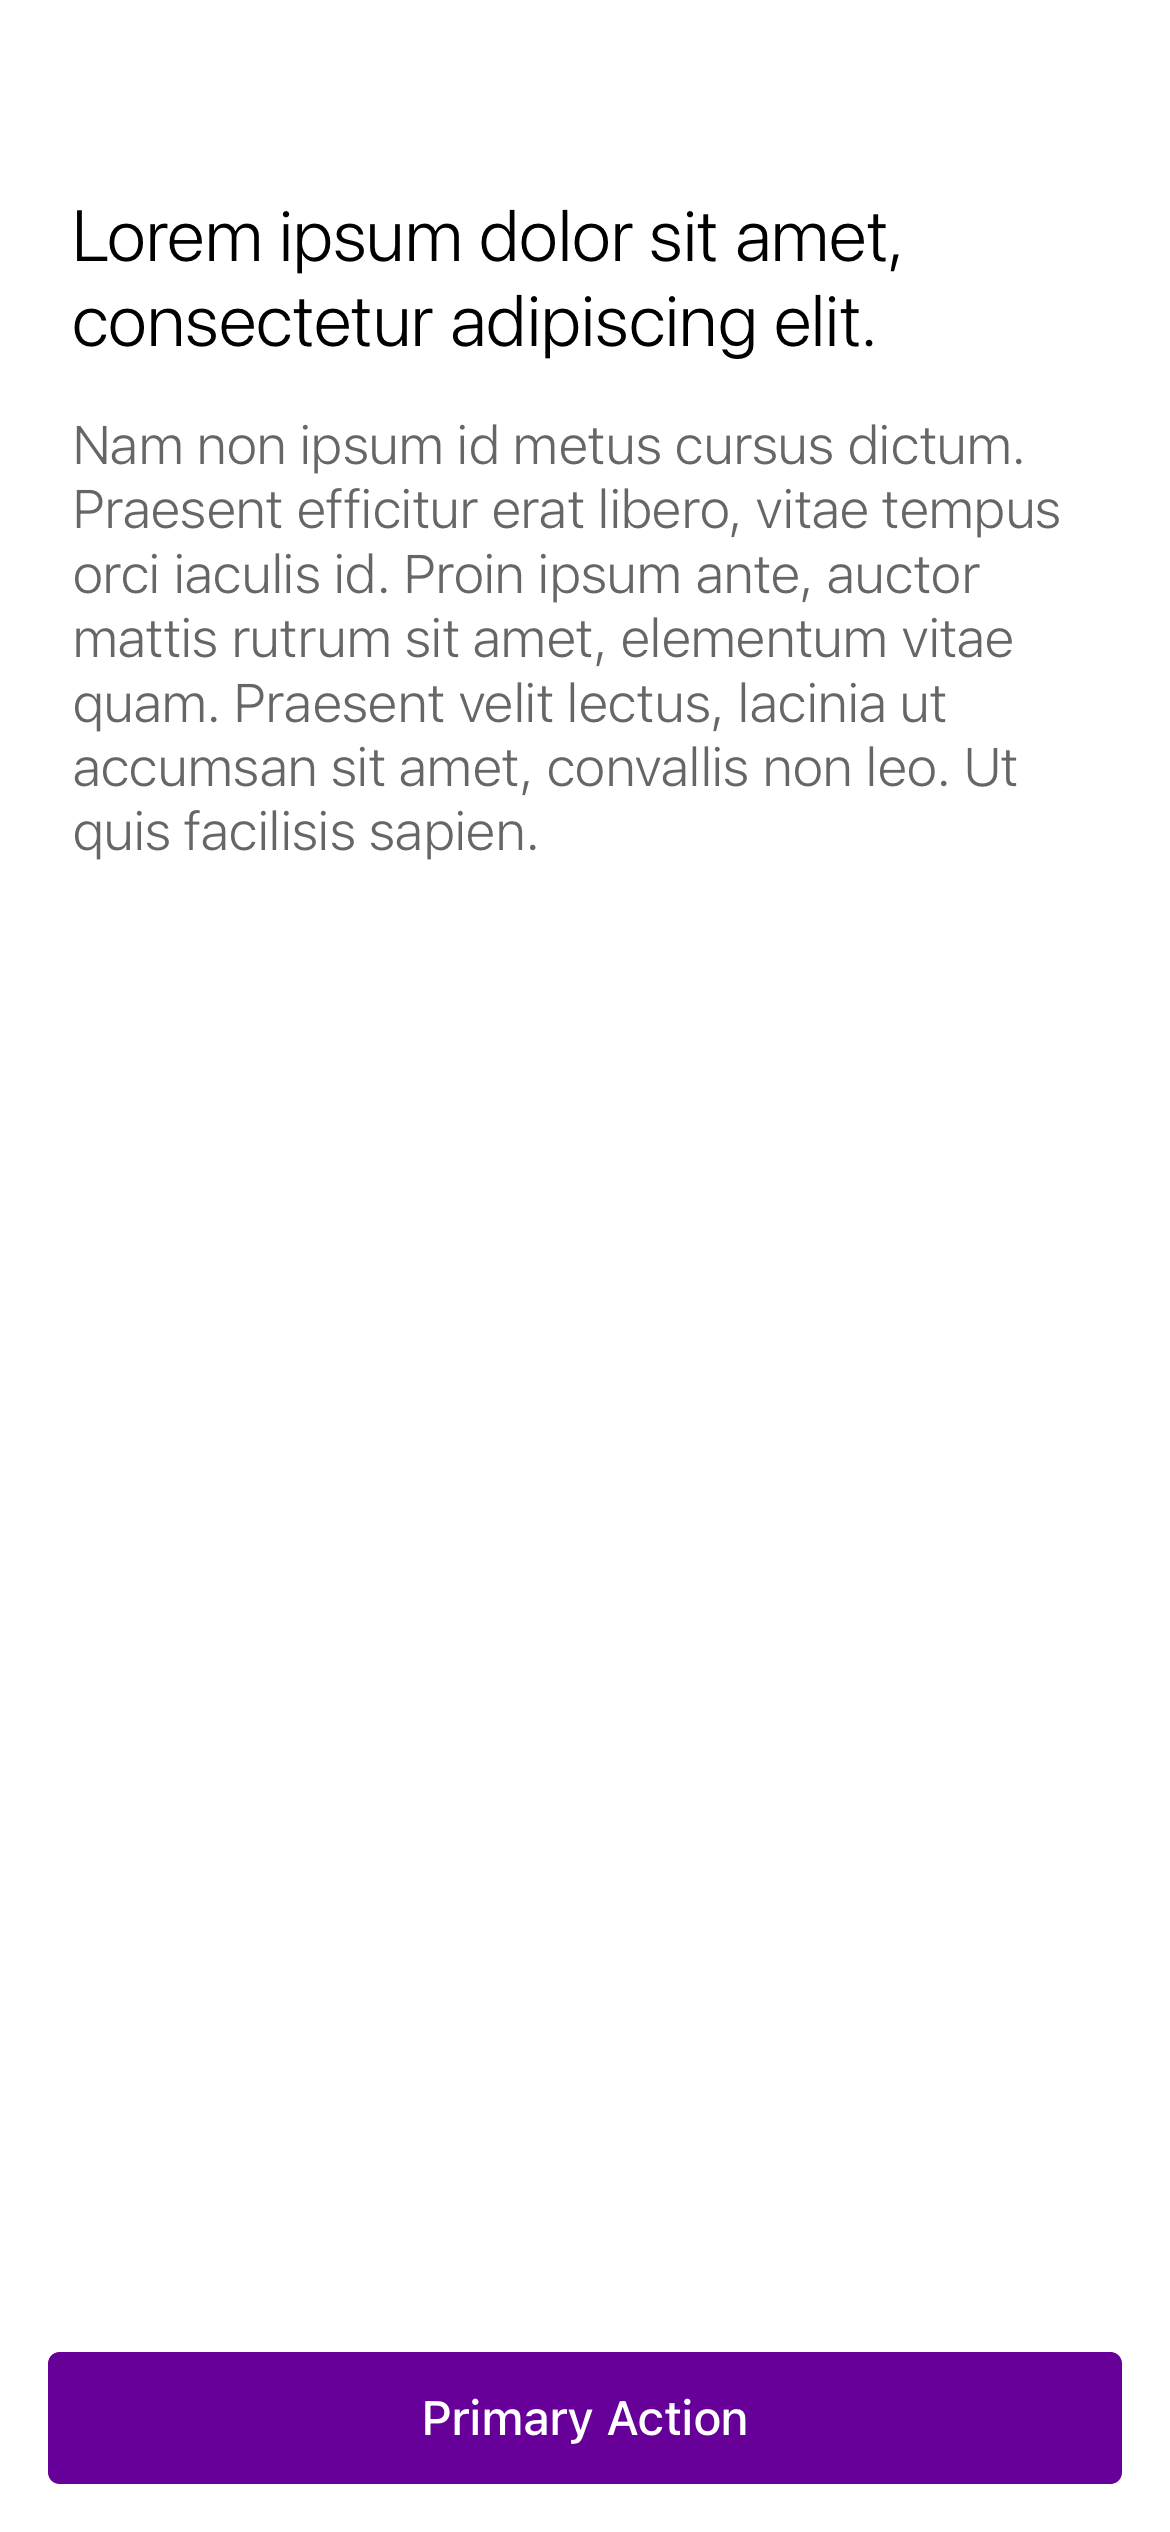 Lorem ipsum dolor sit amet,
consectetur adipiscing elit.
Nam non ipsum id metus cursus dictum.
Praesent efficitur erat libero, vitae tempus
orci iaculis id. Proin ipsum ante, auctor
mattis rutrum sit amet, elementum vitae
quam. Praesent velit lectus, lacinia ut
accumsan sit amet, convallis non leo. Ut
quis facilisis sapien.
Primary Action